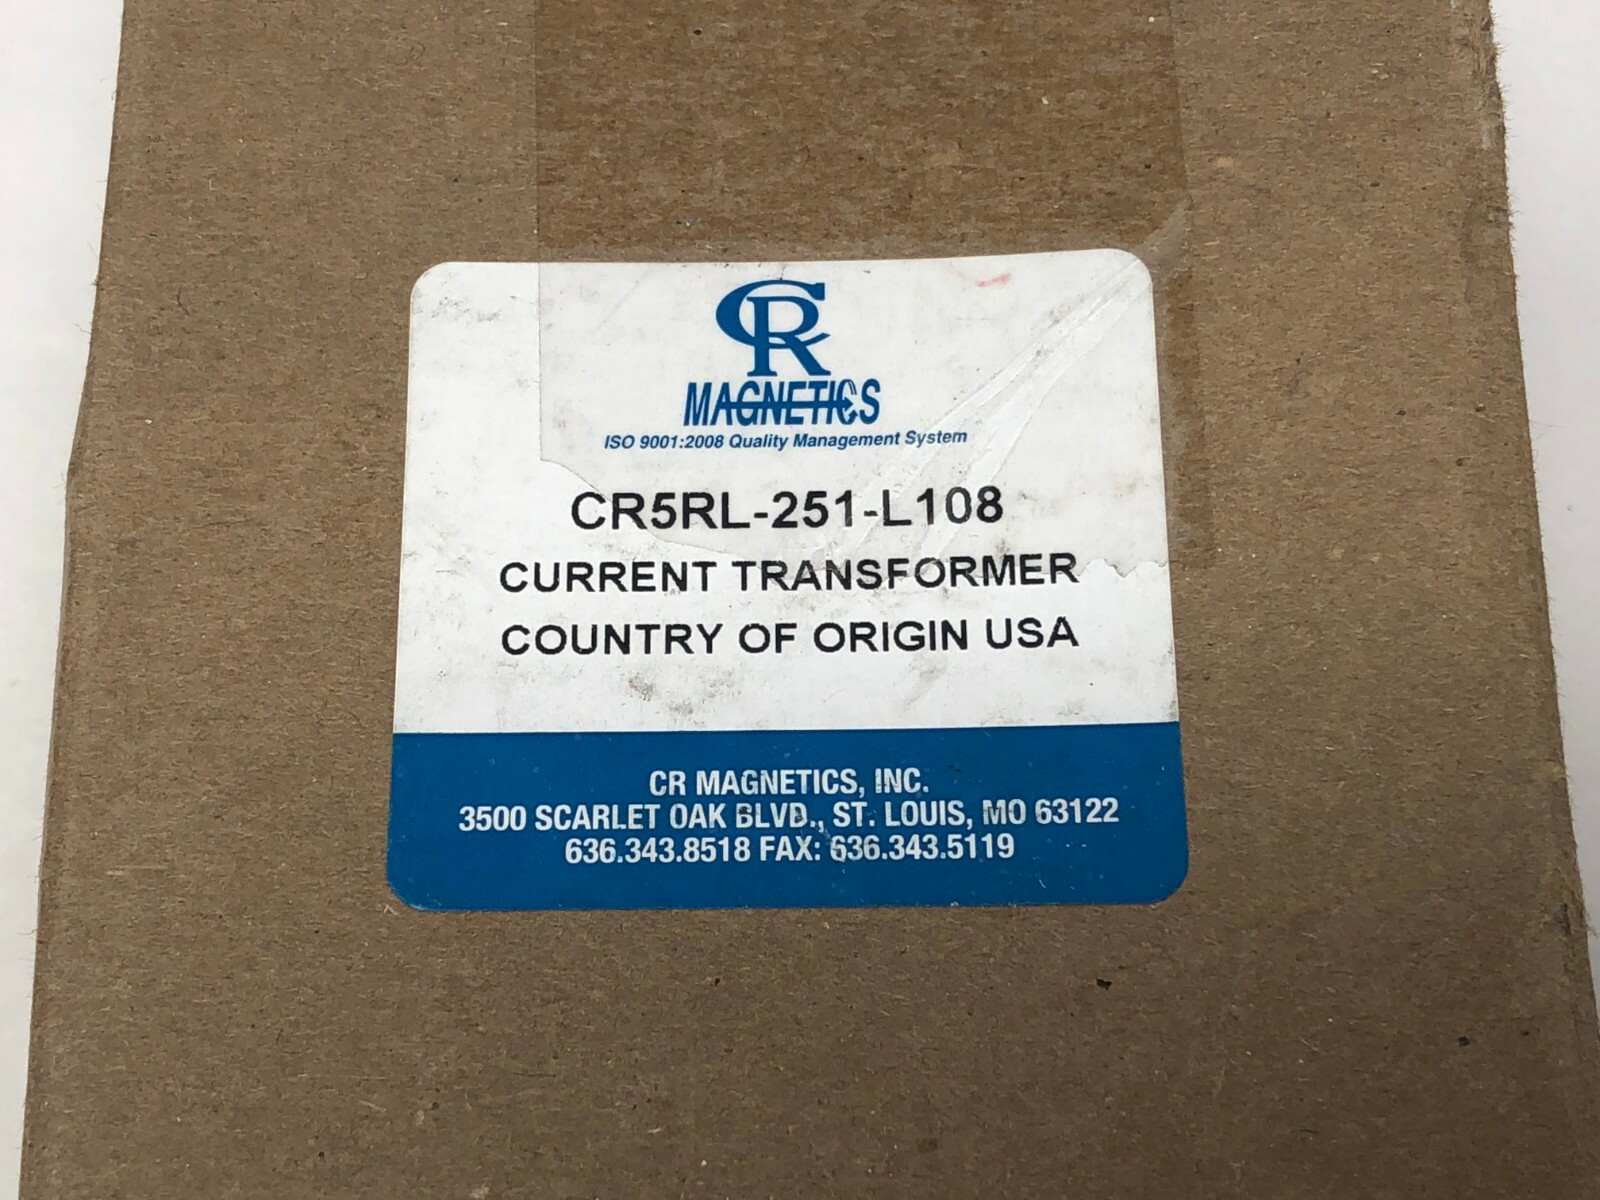 CR
MAGNETICS
ISO 9001:2008 Quality Management System
CR5RL-251-L108
CURRENT TRANSFORMER
COUNTRY OF ORIGIN USA
CR MAGNETICS, INC.
3500 SCARLET OAK BLVD., ST. LOUIS, MO 63122
636.343.8518 FAX: 636.343.5119